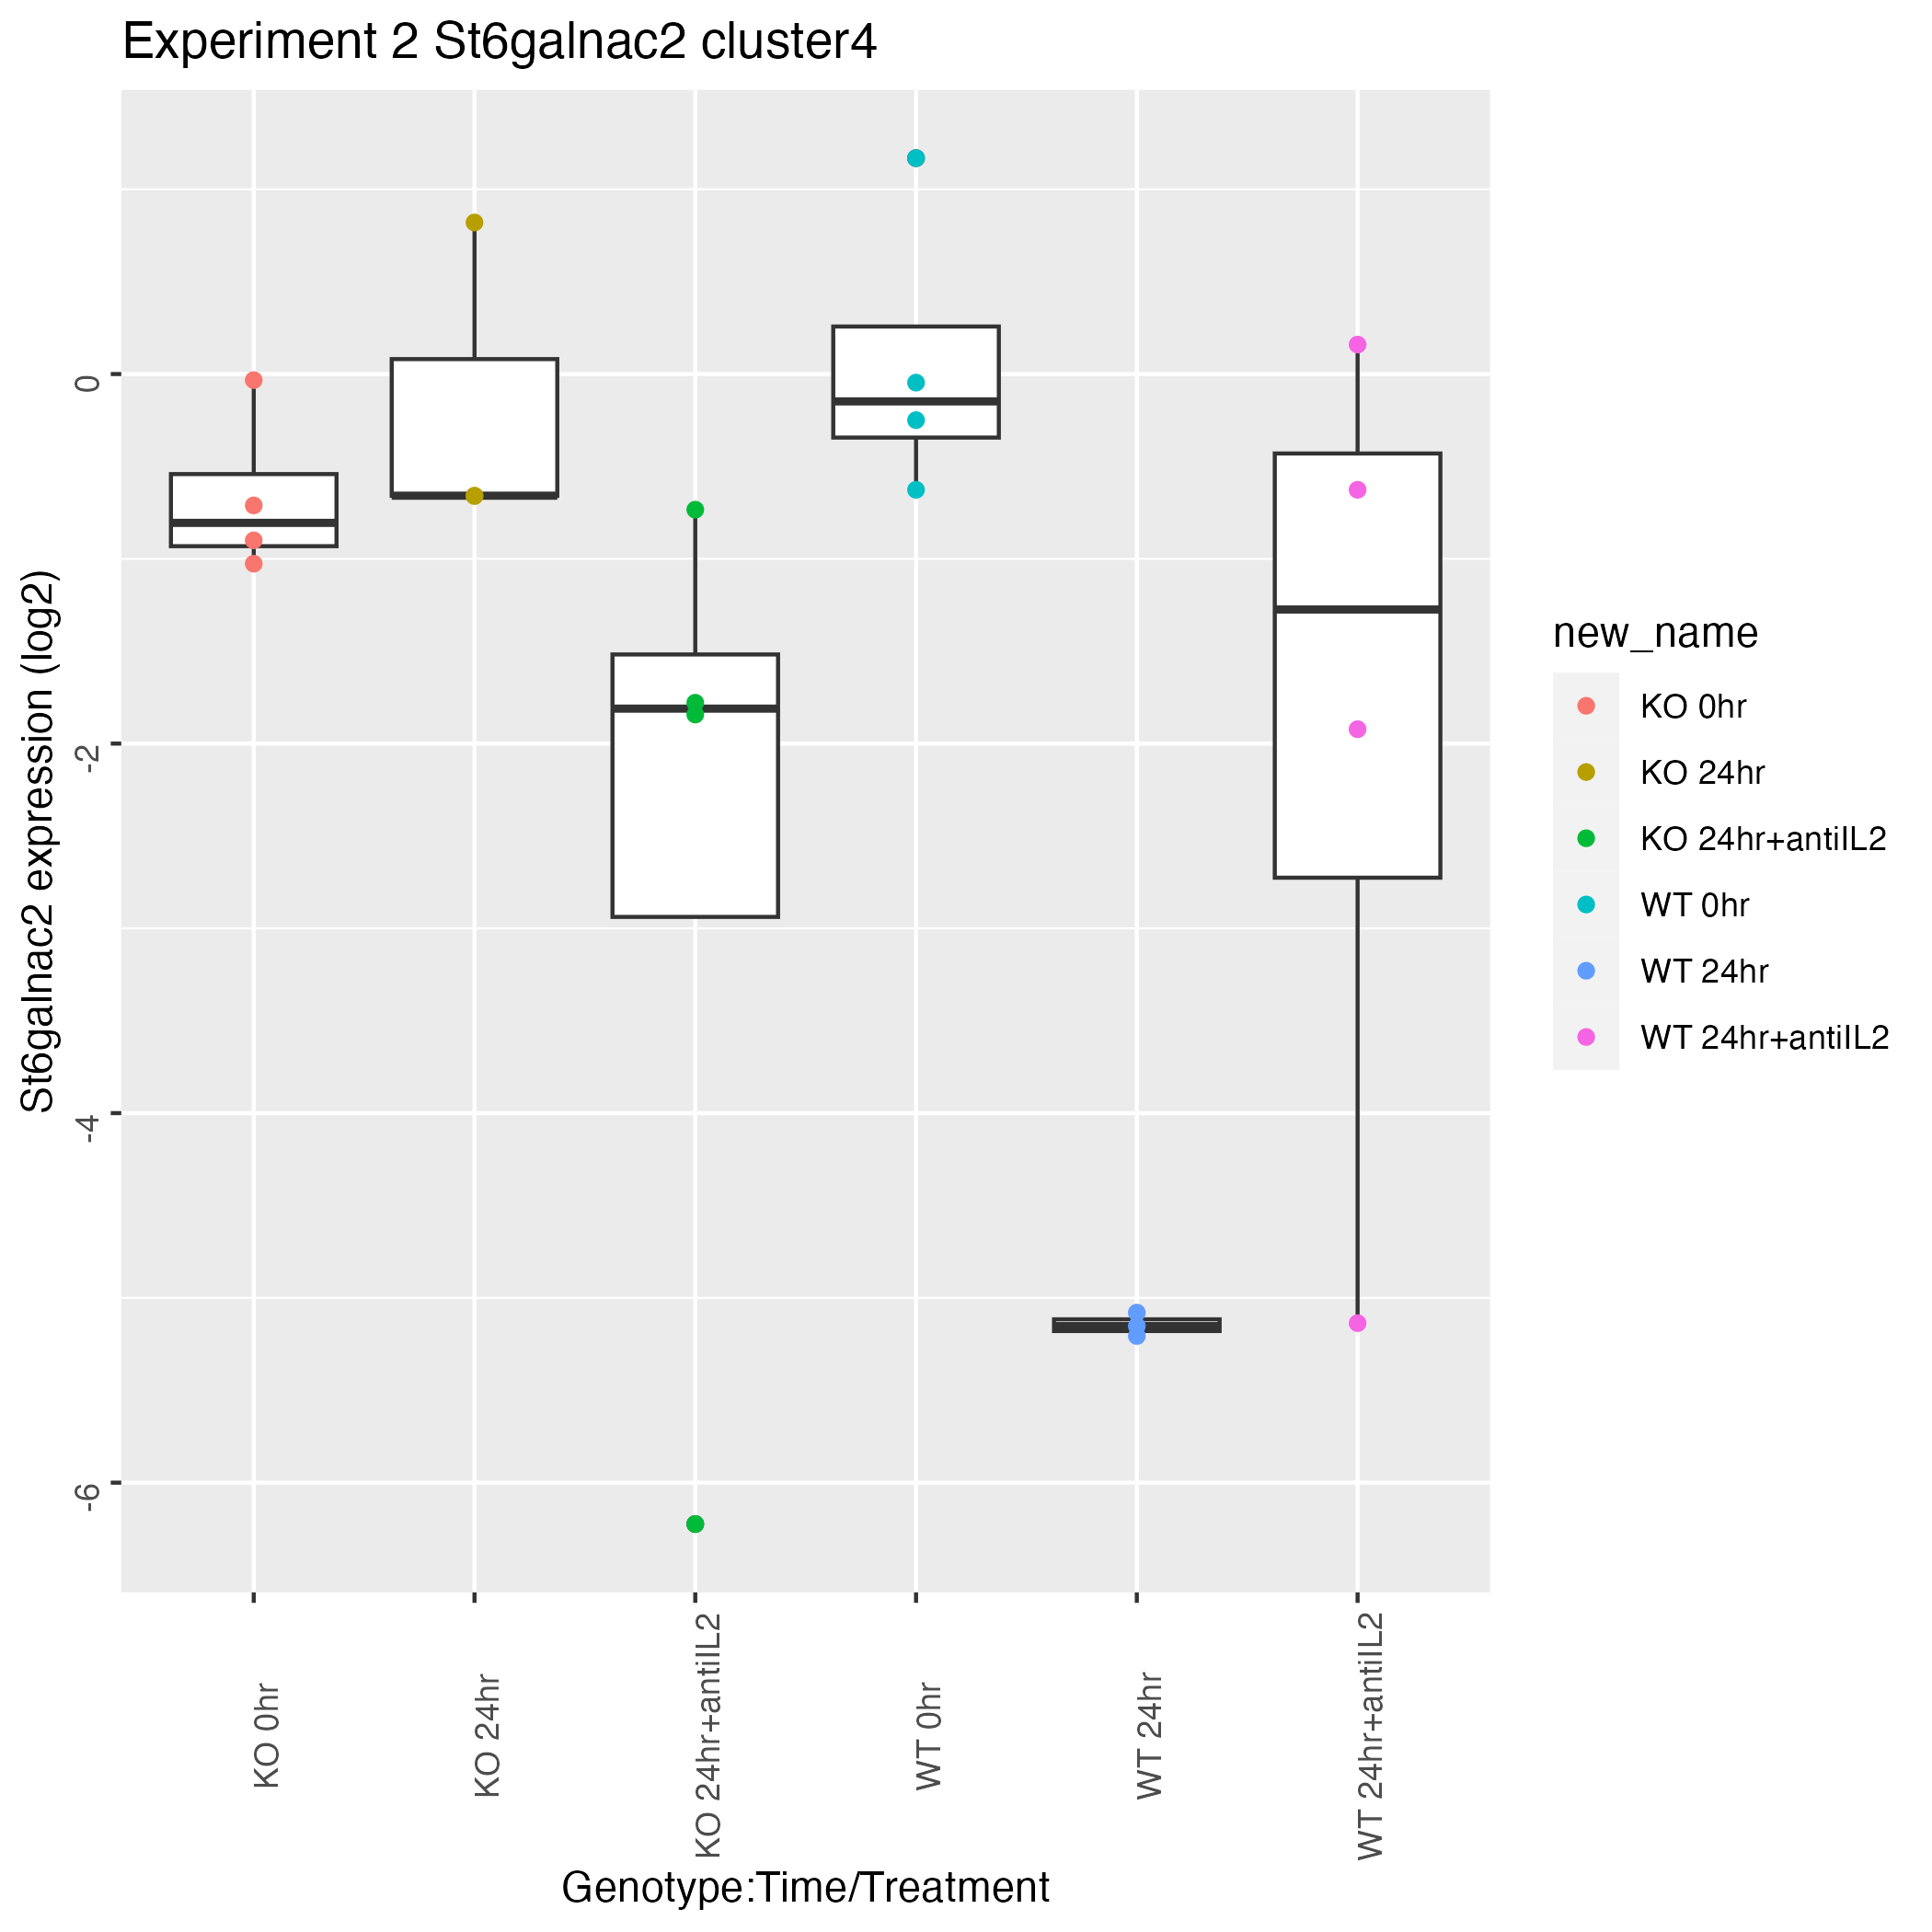 Experiment 2 St6galnac2 cluster4
St6galnac2 expression (log2)
0
-2
-4
-6
KO 0hr
KO 24hr
KO 24hr+antiIL2
WT 0hr
WT 24hr
WT 24hr+antiIL2
Genotype:Time/Treatment
new_name
KO 0hr
KO 24hr
KO 24hr+antiIL2
WT 0hr
WT 24hr
WT 24hr+antiIL2